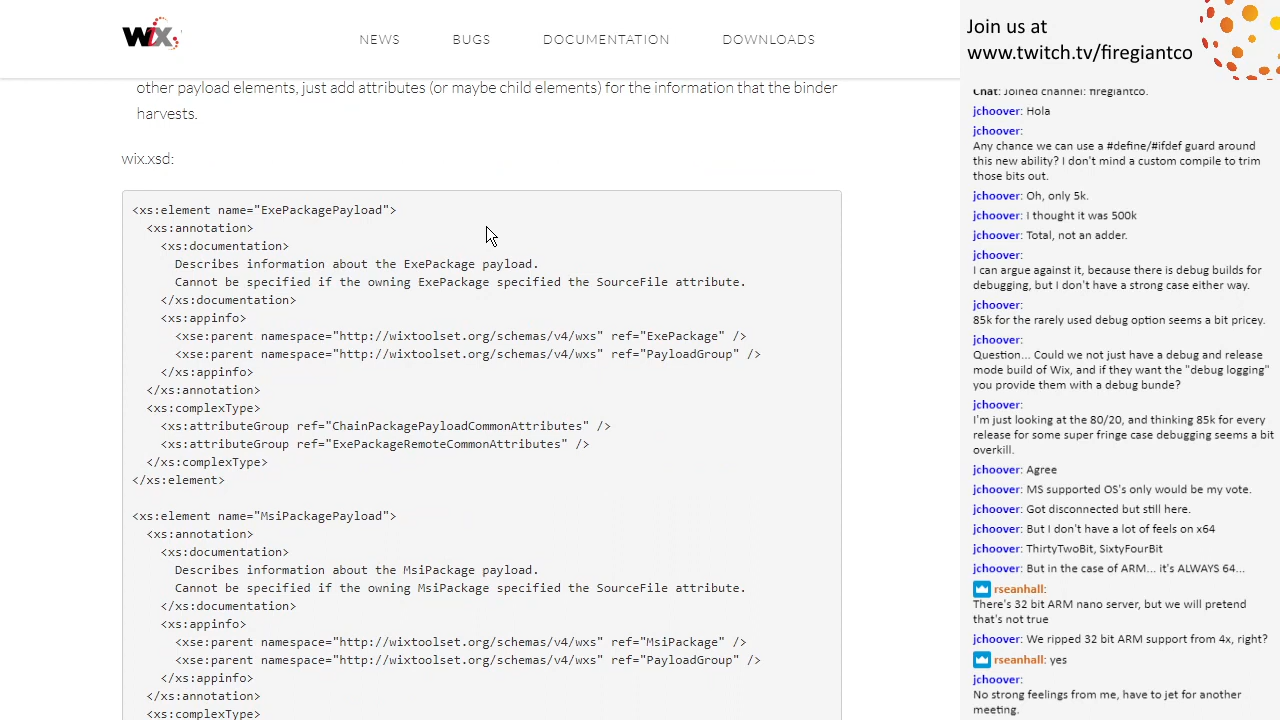 WiX
NEWS
BUGS
DOCUMENTATION
DOWNLOADS
other payload elements, just add attributes (or maybe child elements) for the information that the binder
harvests.
wix.xsd:
<xs:element name="ExePackagePayload">
<xs:annotation>
<xs:documentation>
Describes information about the ExePackage payload.
Cannot be specified if the owning ExePackage specified the SourceFile attribute.
</xs:documentation>
<xs:appinfo>
<xse:parent namespace="http://wixtoolset.org/schemas/v4/wxs" ref="ExePackage" />
<xse:parent namespace="http://wixtoolset.org/schemas/v4/wxs" ref="PayloadGroup" />
</xs:appinfo>
</xs:annotation>
<xs:complexType>
<xs:attributeGroup ref="ChainPackagePayloadCommonAttributes" />
<xs:attributeGroup ref="ExePackageRemoteCommonAttributes" />
</xs:complexType>
</xs:element>
<xs:element name="MsiPackagePayload">
<xs:annotation>
<xs:documentation>
Describes information about the MsiPackage payload.
Cannot be specified if the owning MsiPackage specified the SourceFile attribute.
</xs:documentation>
<xs:appinfo>
<xse:parent namespace="http://wixtoolset.org/schemas/v4/wxs" ref="MsiPackage" />
<xse:parent namespace="http://wixtoolset.org/schemas/v4/wxs" ref="PayloadGroup" />
</xs:appinfo>
</xs:annotation>
<xs:complexType>
Join us at
www.twitch.tv/firegiantco
Chat: Joined channel: firegiantco.
jchoover: Hola
jchoover:
Any chance we can use a #define/#ifdef guard around
this new ability? I don't mind a custom compile to trim
those bits out.
jchoover: Oh, only 5k.
jchoover: I thought it was 500k
jchoover: Total, not an adder.
jchoover:
I can argue against it, because there is debug builds for
debugging, but I don't have a strong case either way.
jchoover:
85k for the rarely used debug option seems a bit pricey.
jchoover:
Question... Could we not just have a debug and release
mode build of Wix, and if they want the "debug logging"
you provide them with a debug bunde?
jchoover:
I'm just looking at the 80/20, and thinking 85k for every
release for some super fringe case debugging seems a bit
overkill.
jchoover: Agree
jchoover: MS supported OS's only would be my vote.
jchoover: Got disconnected but still here.
jchoover: But I don't have a lot of feels on x64
jchoover: ThirtyTwoBit, SixtyFourBit
jchoover: But in the case of ARM... it's ALWAYS 64...
rseanhall:
There's 32 bit ARM nano server, but we will pretend
that's not true
jchoover: We ripped 32 bit ARM support from 4x, right?
rseanhall: yes
jchoover:
No strong feelings from me, have to jet for another
meeting.